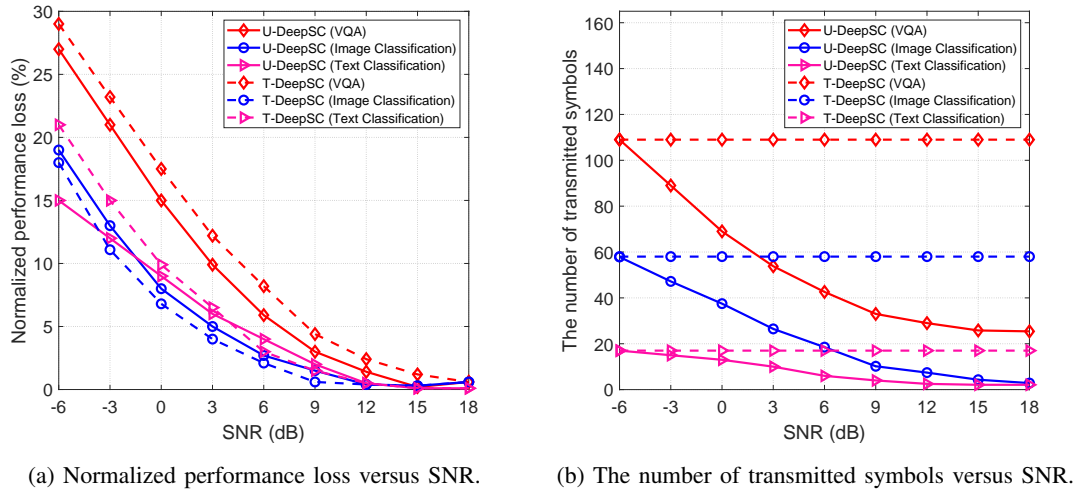 30
25
20
15
10
5
0
Normalized performance loss (%)
U-DeepSC (VQA)
U-DeepSC (Image Classification)
U-DeepSC (Text Classification)
T-DeepSC (VQA)
T-DeepSC (Image Classification)
T-DeepSC (Text Classification)
-6 -3 0 3 6 9 12 15 18
SNR (dB)
(a) Normalized performance loss versus SNR.
160
140
120
100
80
60
40
20
0
The number of transmitted symbols
U-DeepSC (VQA)
U-DeepSC (Image Classification)
U-DeepSC (Text Classification)
T-DeepSC (VQA)
T-DeepSC (Image Classification)
T-DeepSC (Text Classification)
-6 -3 0 3 6 9 12 15 18
SNR (dB)
(b) The number of transmitted symbols versus SNR.